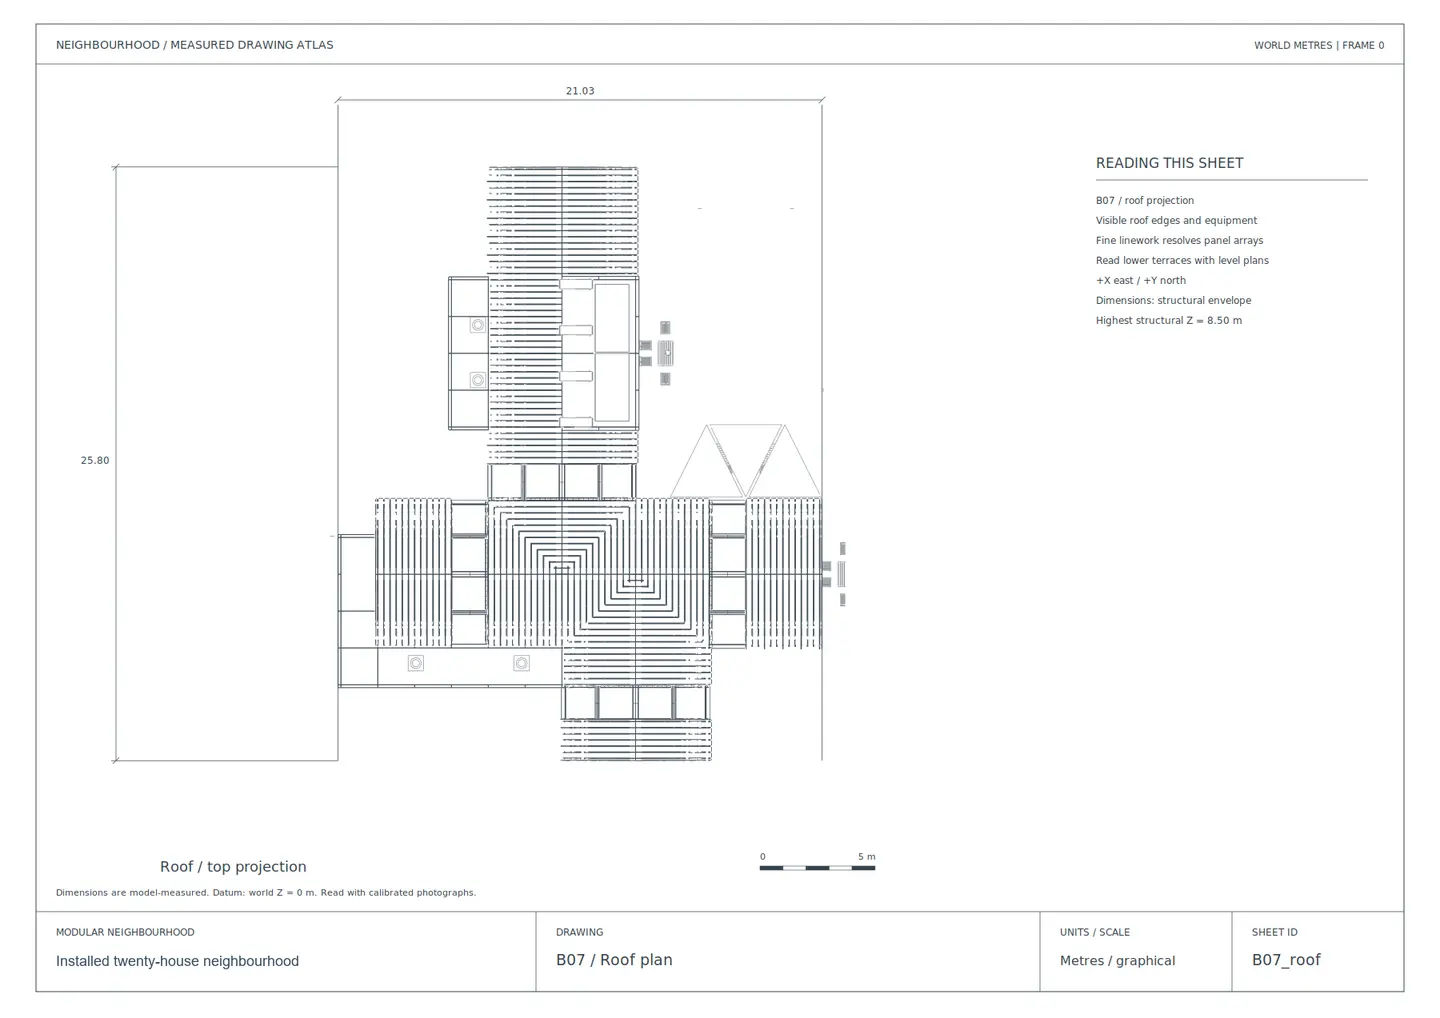 NEIGHBOURHOOD / MEASURED DRAWING ATLAS
WORLD METRES | FRAME 0
21.03
25.80
READING THIS SHEET
B07 / roof projection
Visible roof edges and equipment
Fine linework resolves panel arrays
Read lower terraces with level plans
+X east / +Y north
Dimensions: structural envelope
Highest structural Z = 8.50 m
0 5 m
Roof / top projection
Dimensions are model-measured. Datum: world Z = 0 m. Read with calibrated photographs.
MODULAR NEIGHBOURHOOD
Installed twenty-house neighbourhood
DRAWING
B07 / Roof plan
UNITS / SCALE
Metres / graphical
SHEET ID
B07_roof